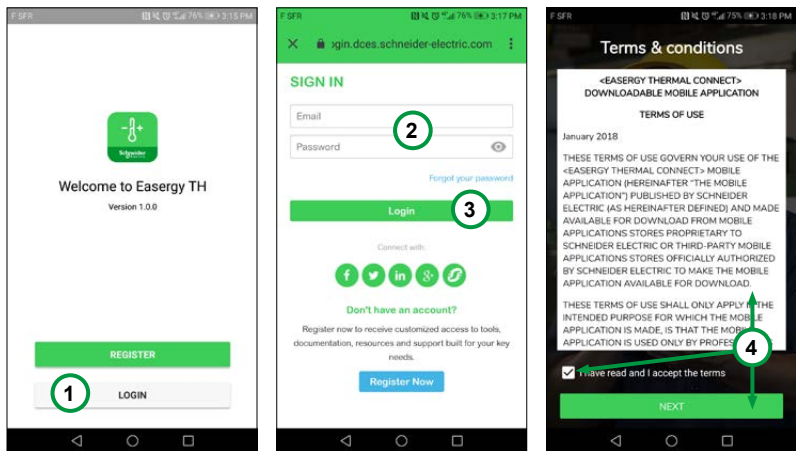 F SFR 76% 3:15 PM
Schneider
Welcome to Easergy TH
Version 1.0.0
REGISTER
1
LOGIN
F SFR 76% 3:17 PM
ogin.dces.schneider-electric.com
SIGN IN
Email
2
Password
Forgot your password
Login
3
Connect with:
Don't have an account?
Register now to receive customized access to tools,
documentation, resources and support built for your key
needs.
Register Now
F SFR 75% 3:18 PM
Terms & conditions
<EASERGY THERMAL CONNECT>
DOWNLOADABLE MOBILE APPLICATION
TERMS OF USE
January 2018
THESE TERMS OF USE GOVERN YOUR USE OF THE
<EASERGY THERMAL CONNECT> MOBILE
APPLICATION (HEREINAFTER "THE MOBILE
APPLICATION") PUBLISHED BY SCHNEIDER
ELECTRIC (AS HEREINAFTER DEFINED) AND MADE
AVAILABLE FOR DOWNLOAD FROM MOBILE
APPLICATIONS STORES PROPRIETARY TO
SCHNEIDER ELECTRIC OR THIRD-PARTY MOBILE
APPLICATIONS STORES OFFICIALLY AUTHORIZED
BY SCHNEIDER ELECTRIC TO MAKE THE MOBILE
APPLICATION AVAILABLE FOR DOWNLOAD.
THESE TERMS OF USE SHALL ONLY APPLY IF THE
INTENDED PURPOSE FOR WHICH THE MOBILE
APPLICATION IS MADE, IS THAT THE MOBILE
APPLICATION IS USED ONLY BY
4
I have read and I accept the terms
NEXT